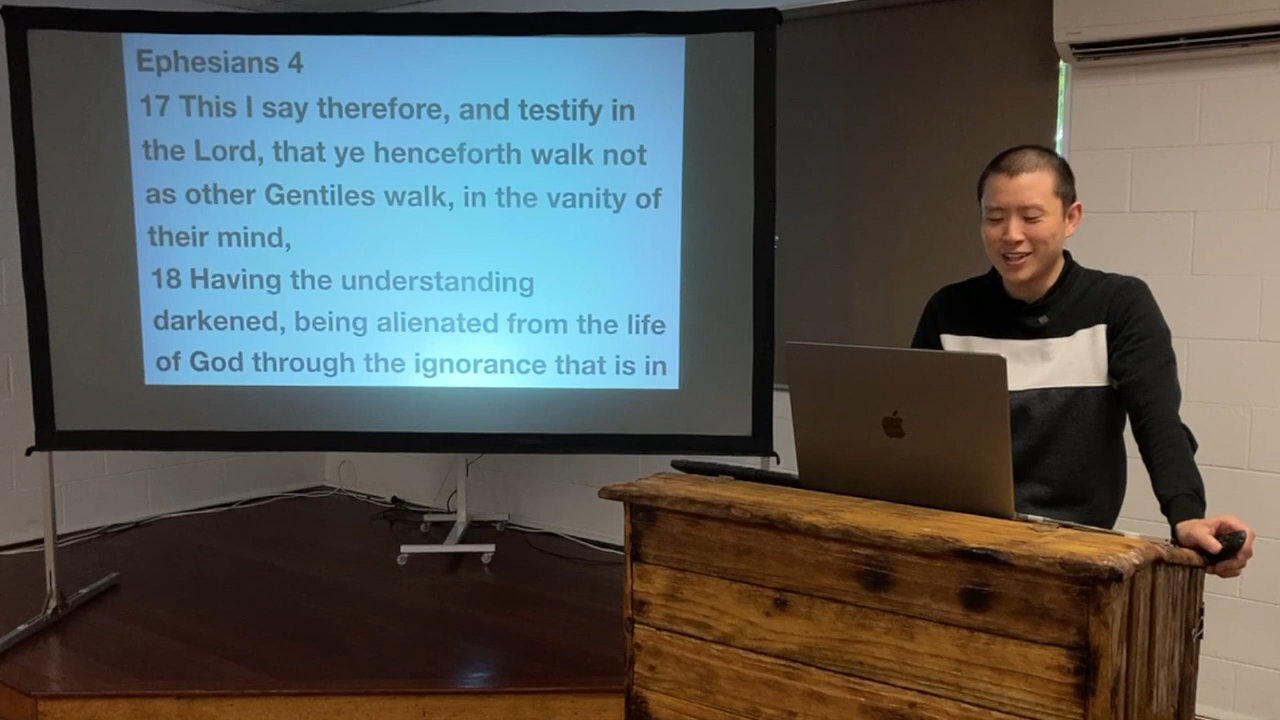 Ephesians 4
17 This I say therefore, and testify in
the Lord, that ye henceforth walk not
as other Gentiles walk, in the vanity of
their mind,
18 Having the understanding
darkened, being alienated from the life
of God through the ignorance that is in